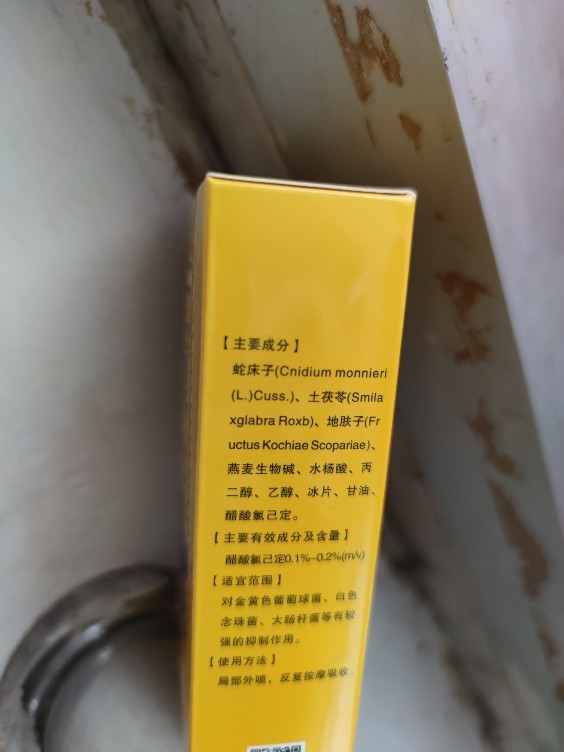 【主要成分】
蛇床子(Cnidium monnieri
(L.)Cuss.)、土茯苓(Smila
xglabra Roxb)、地肤子(Fr
uctus Kochiae Scopariae)、
燕麦生物碱、水杨酸、丙
二醇、乙醇、冰片、甘油、
醋酸氯己定。
【主要有效成分及含量】
醋酸氯己定0.1%-0.2%(m/v)
【适宜范围】
对金黄色葡萄球菌、白色
念珠菌、大肠杆菌等有较
强的抑制作用。
【使用方法】
局部外喷，反复按摩吸收。